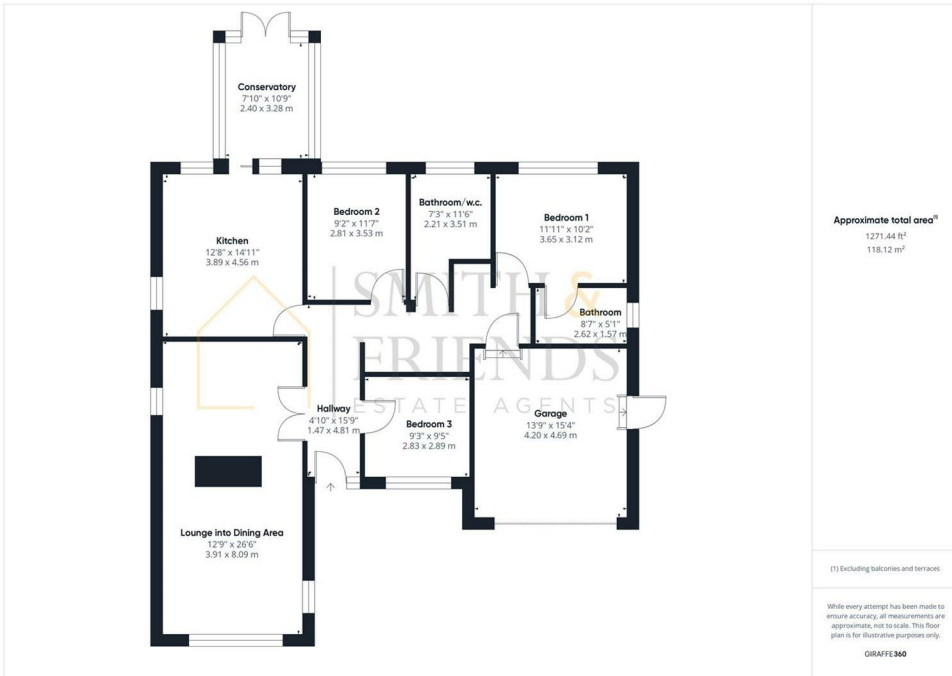 Conservatory
7'10" x 10'9"
2.40 x 3.28 m
Bedroom 2
9'2" x 11'7"
2.81 x 3.53 m
Bathroom/w.c.
7'3" x 11'6"
2.21 x 3.51 m
Bedroom 1
11'11" x 10'2"
3.65 x 3.12 m
Kitchen
12'8" x 14'11"
3.89 x 4.56 m
Bathroom
8'7" x 5'1"
2.62 x 1.57 m
SMITH &
FRIENDS
ESTATE AGENTS
Hallway
4'10" x 15'9"
1.47 x 4.81 m
Bedroom 3
9'3" x 9'5"
2.83 x 2.89 m
Garage
13'9" x 15'4"
4.20 x 4.69 m
Lounge into Dining Area
12'9" x 26'6"
3.91 x 8.09 m
Approximate total area⁽¹⁾
1271.44 ft²
118.12 m²
(1) Excluding balconies and terraces
While every attempt has been made to
ensure accuracy, all measurements are
approximate, not to scale. This floor
plan is for illustrative purposes only.
GIRAFFE360